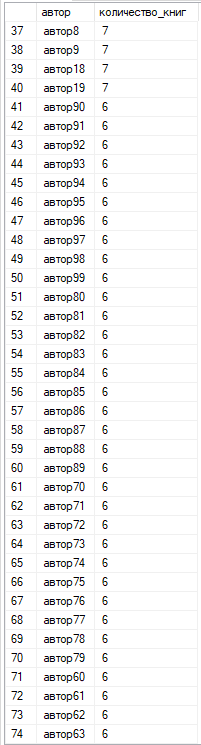 автор количество_книг
37 автор8 7
38 автор9 7
39 автор18 7
40 автор19 7
41 автор90 6
42 автор91 6
43 автор92 6
44 автор93 6
45 автор94 6
46 автор95 6
47 автор96 6
48 автор97 6
49 автор98 6
50 автор99 6
51 автор80 6
52 автор81 6
53 автор82 6
54 автор83 6
55 автор84 6
56 автор85 6
57 автор86 6
58 автор87 6
59 автор88 6
60 автор89 6
61 автор70 6
62 автор71 6
63 автор72 6
64 автор73 6
65 автор74 6
66 автор75 6
67 автор76 6
68 автор77 6
69 автор78 6
70 автор79 6
71 автор60 6
72 автор61 6
73 автор62 6
74 автор63 6